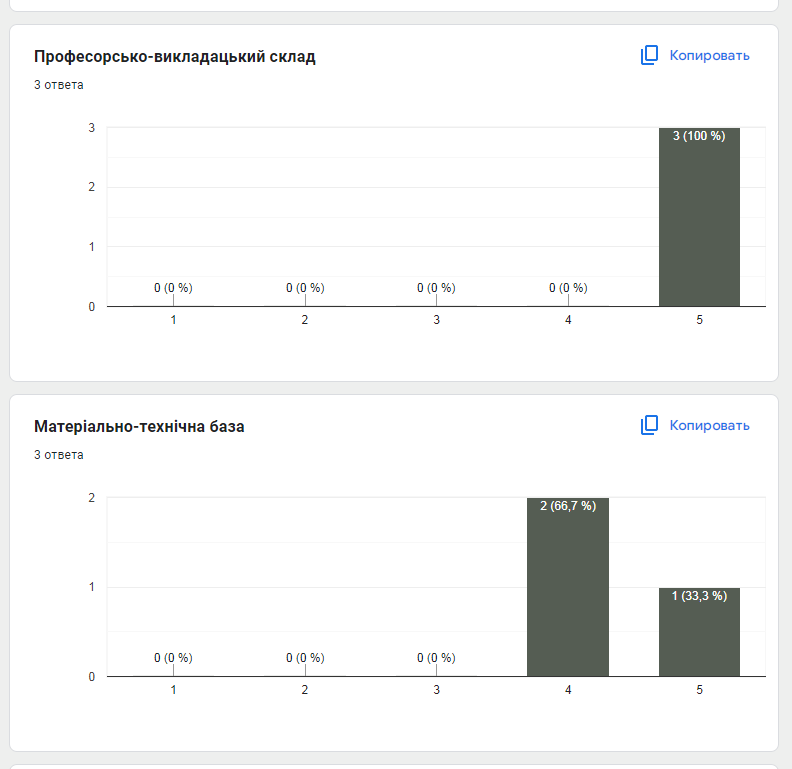 Професорсько-викладацький склад
Копировать
3 ответа
3
2
1
0
3 (100 %)
0 (0 %)
0 (0 %)
0 (0 %)
0 (0 %)
1
2
3
4
5
Матеріально-технічна база
Копировать
3 ответа
2
1
0
2 (66,7 %)
1 (33,3 %)
0 (0 %)
0 (0 %)
0 (0 %)
1
2
3
4
5